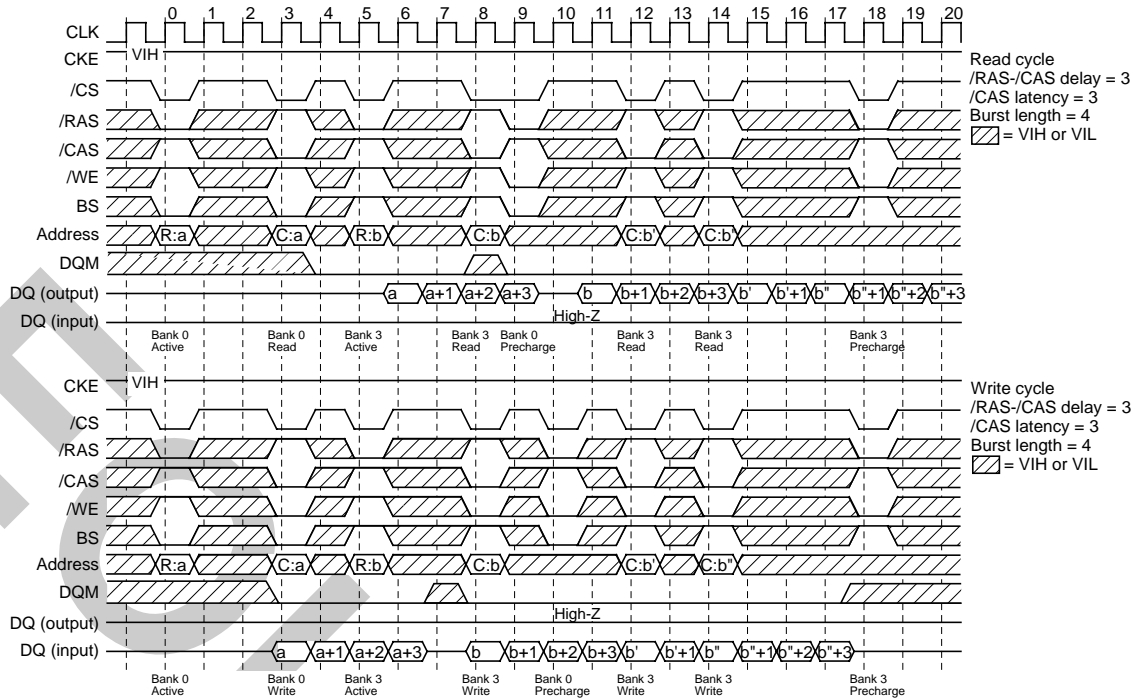 0 1 2 3 4 5 6 7 8 9 10 11 12 13 14 15 16 17 18 19 20
CLK
CKE VIH
/CS
/RAS
/CAS
/WE
BS
Address R:a C:a R:b C:b C:b' C:b"
DQM
DQ (output) a a+1 a+2 a+3 b b+1 b+2 b+3 b' b'+1 b" b"+1 b"+2 b"+3
High-Z
DQ (input)
Bank 0 Active
Bank 0 Read
Bank 3 Active
Bank 3 Read
Bank 0 Precharge
Bank 3 Read
Bank 3 Read
Bank 3 Precharge
Read cycle
/RAS-/CAS delay = 3
/CAS latency = 3
Burst length = 4
= VIH or VIL
CKE VIH
/CS
/RAS
/CAS
/WE
BS
Address R:a C:a R:b C:b C:b' C:b"
DQM
High-Z
DQ (output)
DQ (input) a a+1 a+2 a+3 b b+1 b+2 b+3 b' b'+1 b" b"+1 b"+2 b"+3
Bank 0 Active
Bank 0 Write
Bank 3 Active
Bank 3 Write
Bank 0 Precharge
Bank 3 Write
Bank 3 Write
Bank 3 Precharge
Write cycle
/RAS-/CAS delay = 3
/CAS latency = 3
Burst length = 4
= VIH or VIL